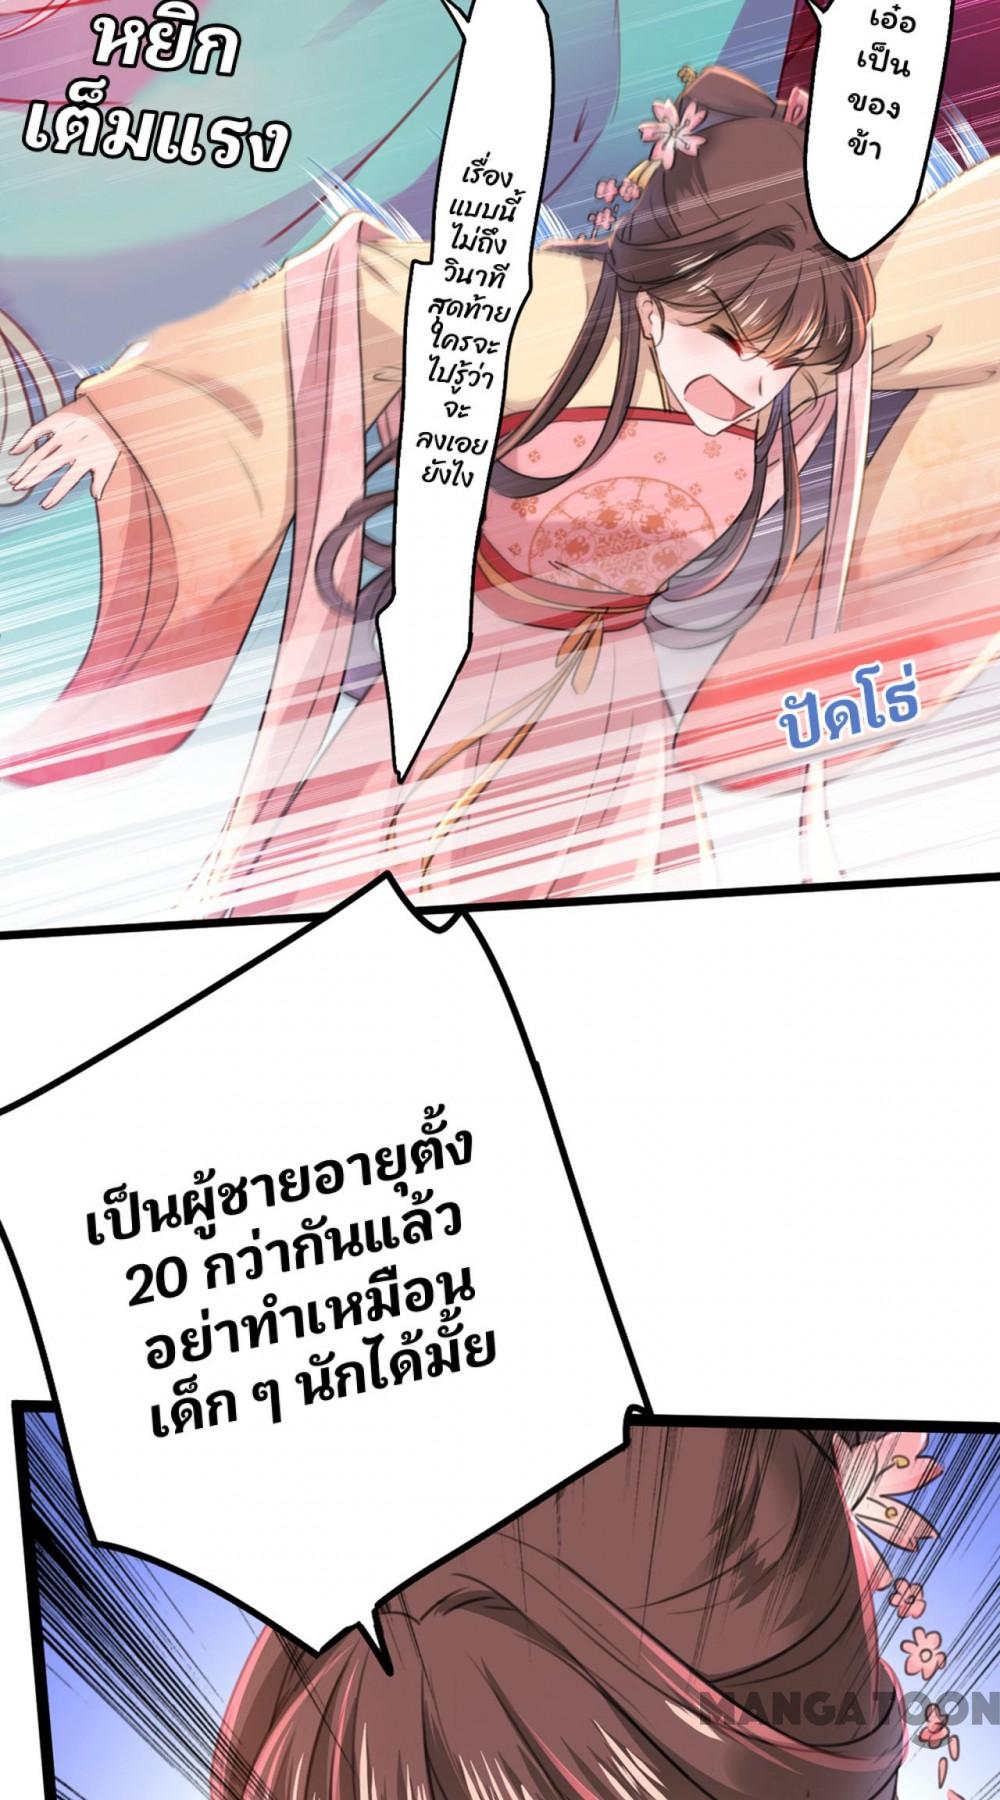 หยิก
เต็มแรง
เอ๋อ
เป็น
ของ
ข้า
เรื่อง
แบบนี้
ไม่ถึง
วินาที
สุดท้าย
ใครจะ
ไปรู้ว่า
จะ
ลงเอย
ยังไง
ปัดโธ่
เป็นผู้ชายอายุตั้ง
20 กว่ากันแล้ว
อย่าทำเหมือน
เด็ก ๆ นักได้มั้ย
MANGATOON